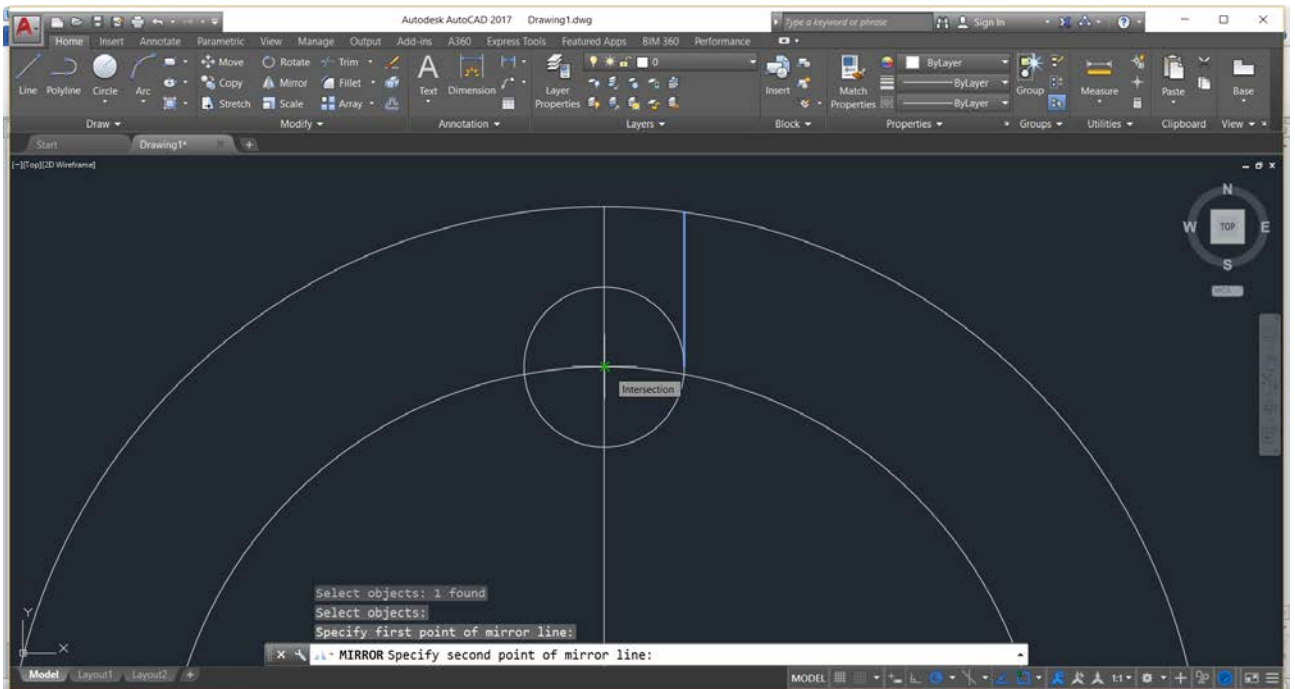 A
Autodesk AutoCAD 2017 Drawing1.dwg
Type a keyword or phrase
Sign In
Home Insert Annotate Parametric View Manage Output Add-ins A360 Express Tools Featured Apps BIM 360 Performance
Move Rotate Trim
Copy Mirror Fillet
Stretch Scale Array
Line Polyline Circle Arc
A Text Dimension
Layer Properties
0
Insert
Match Properties
ByLayer
ByLayer
ByLayer
Group
Measure
Paste
Base
Draw Modify Annotation Layers Block Properties Groups Utilities Clipboard View
Start Drawing1* +
[-][Top][2D Wireframe]
N
W TOP E
S
WCS
Intersection
Select objects: 1 found
Select objects:
Specify first point of mirror line:
Y
X
MIRROR Specify second point of mirror line:
Model Layout1 Layout2 +
MODEL 1:1